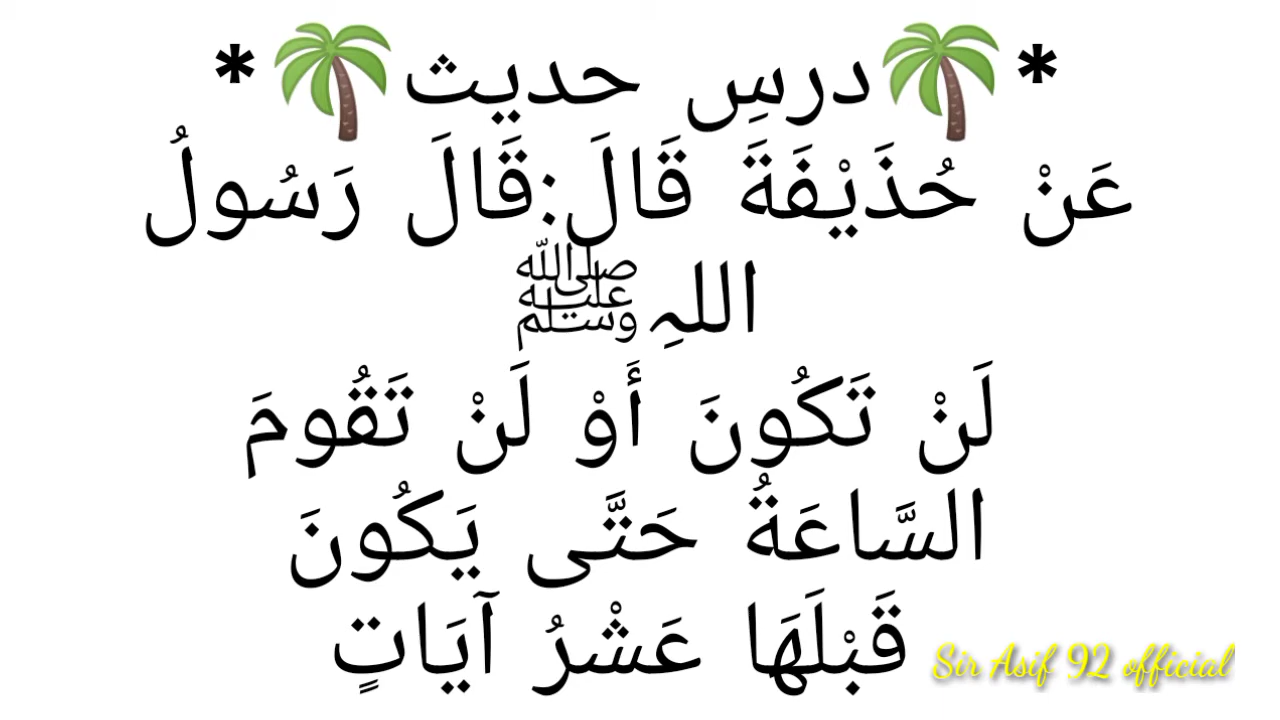 *🌴درسِ حدیث🌴*
عَنْ حُذَيْفَةَ قَالَ:قَالَ رَسُولُ
اللہِ ﷺ
لَنْ تَكُونَ أَوْ لَنْ تَقُومَ
السَّاعَةُ حَتَّى يَكُونَ
قَبْلَهَا عَشْرُ آيَاتٍ
Sir Asif 92 official